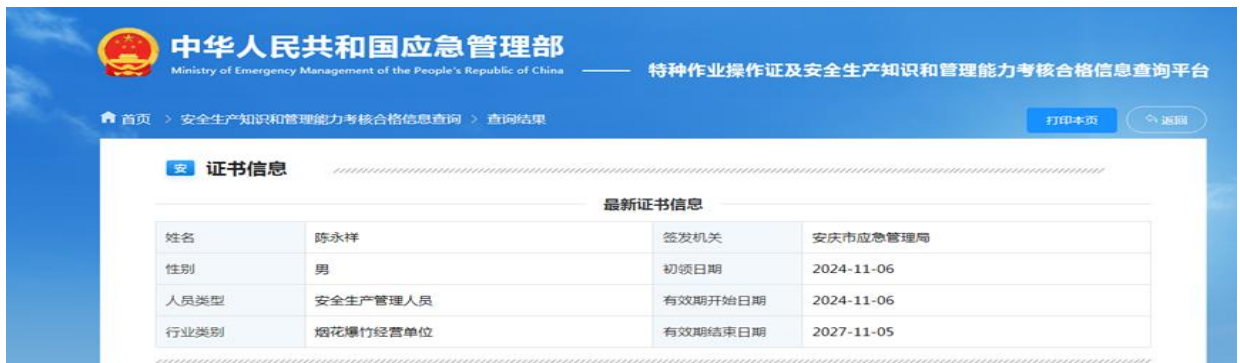 中华人民共和国应急管理部
Ministry of Emergency Management of the People's Republic of China
特种作业操作证及安全生产知识和管理能力考核合格信息查询平台
首页 > 安全生产知识和管理能力考核合格信息查询 > 查询结果
打印本页 返回
安 证书信息
最新证书信息
姓名 陈永祥 签发机关 安庆市应急管理局
性别 男 初领日期 2024-11-06
人员类型 安全生产管理人员 有效期开始日期 2024-11-06
行业类别 烟花爆竹经营单位 有效期结束日期 2027-11-05